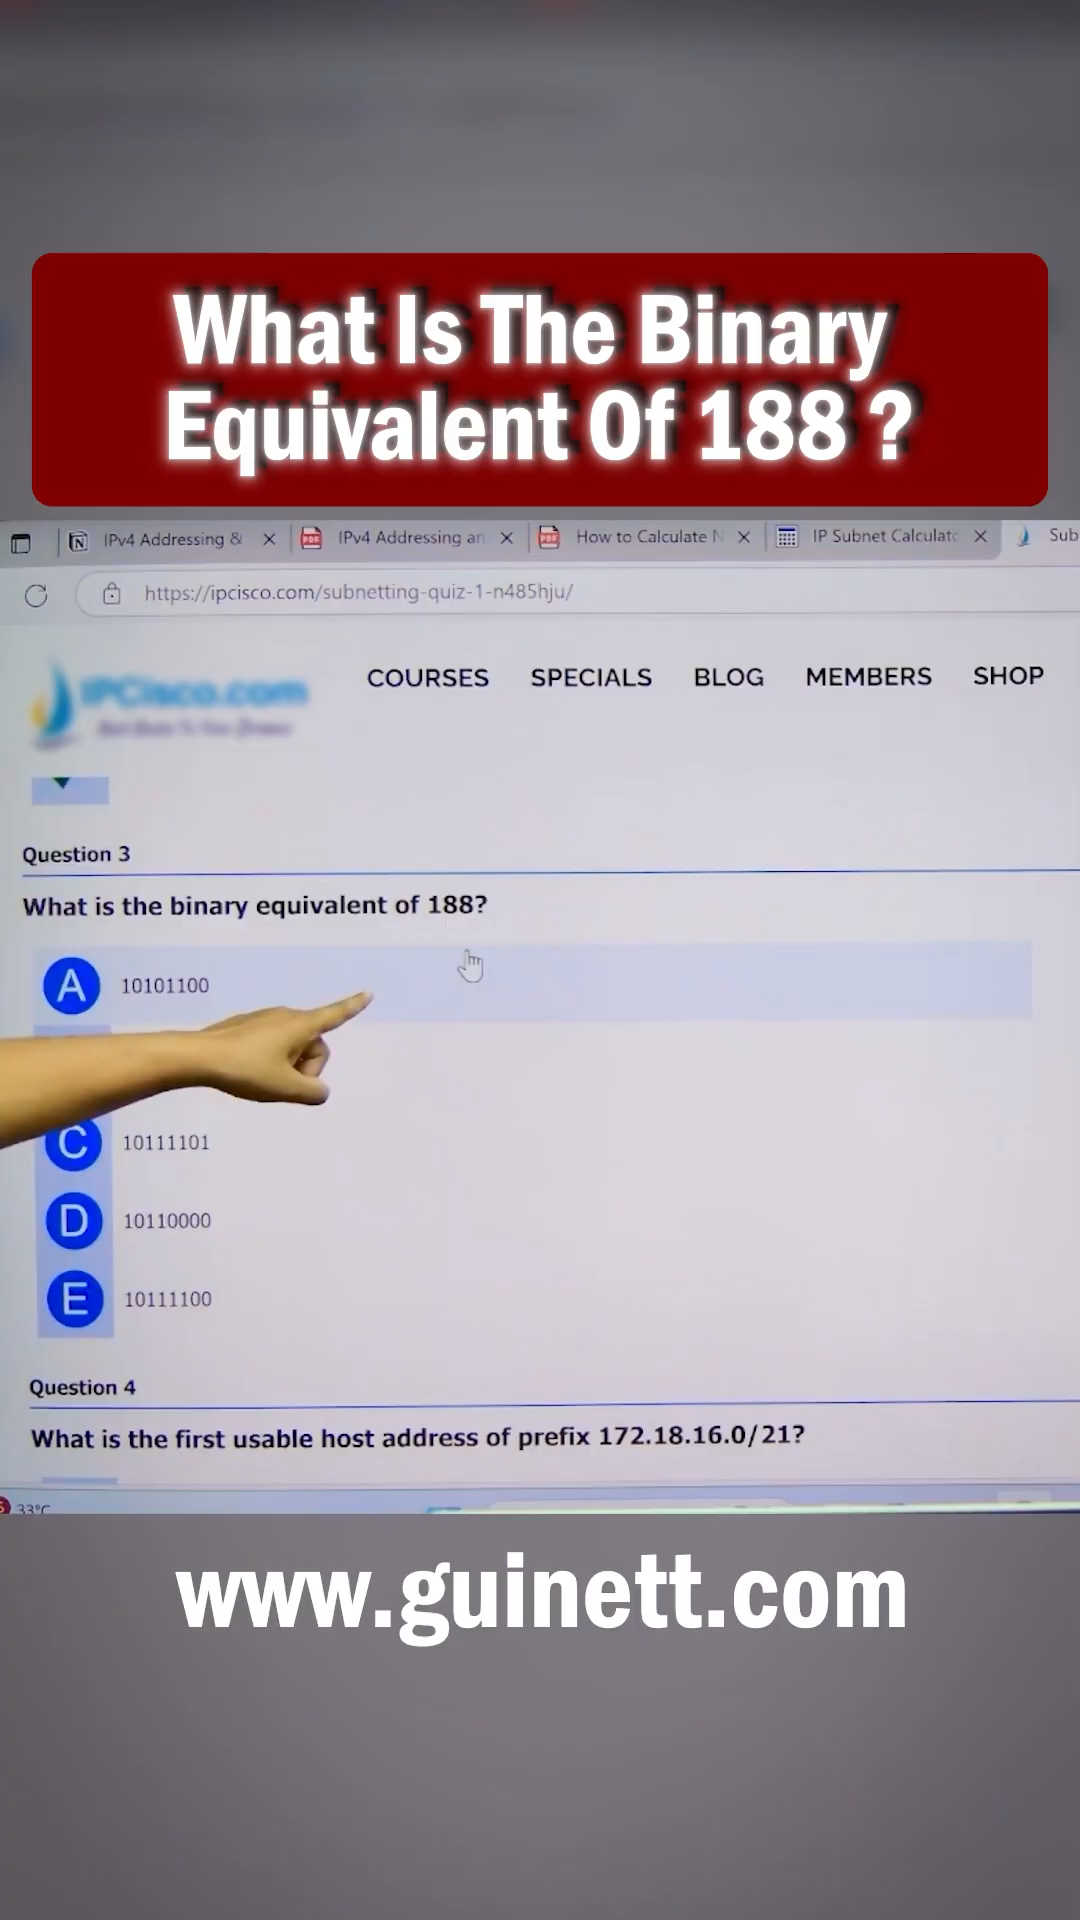 What Is The Binary
Equivalent Of 188 ?
IPv4 Addressing &
IPv4 Addressing an
How to Calculate N
IP Subnet Calculato
Sub
https://ipcisco.com/subnetting-quiz-1-n485hju/
IPCisco.com
COURSES SPECIALS BLOG MEMBERS SHOP
Question 3
What is the binary equivalent of 188?
A 10101100
C 10111101
D 10110000
E 10111100
Question 4
What is the first usable host address of prefix 172.18.16.0/21?
33°C
www.guinett.com